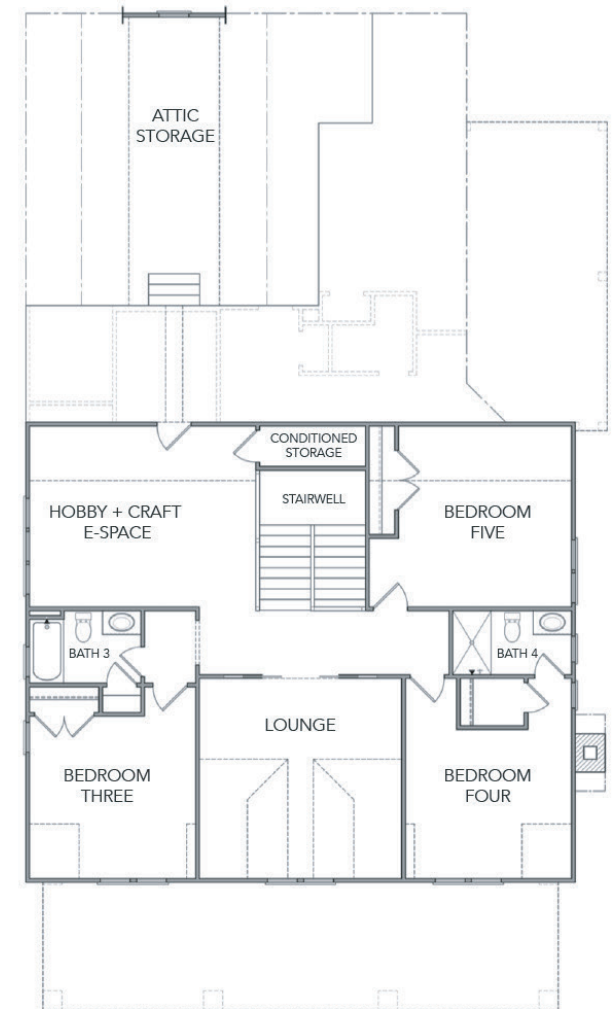 ATTIC
STORAGE
CONDITIONED
STORAGE
STAIRWELL
HOBBY + CRAFT
E-SPACE
BEDROOM
FIVE
BATH 3
BATH 4
LOUNGE
BEDROOM
THREE
BEDROOM
FOUR